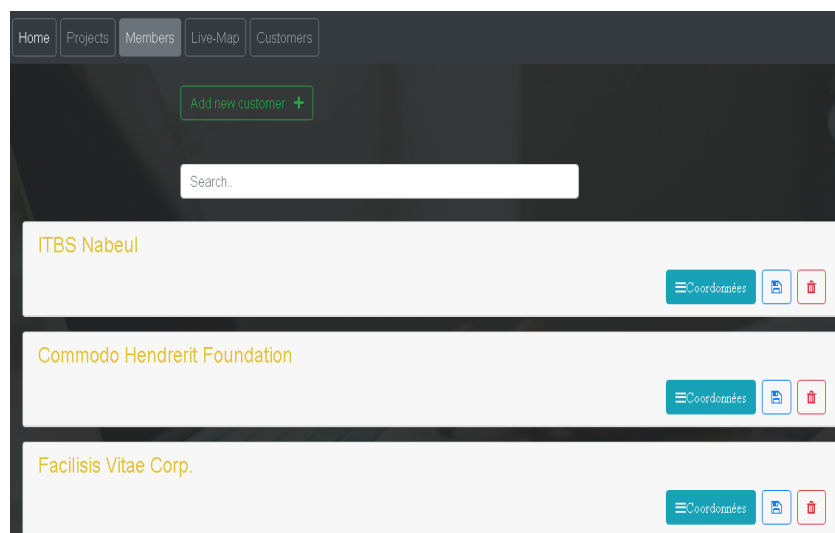 Home Projects Members Live-Map Customers
Add new customer
Search..
ITBS Nabeul
Coordonnées
Commodo Hendrerit Foundation
Coordonnées
Facilisis Vitae Corp.
Coordonnées